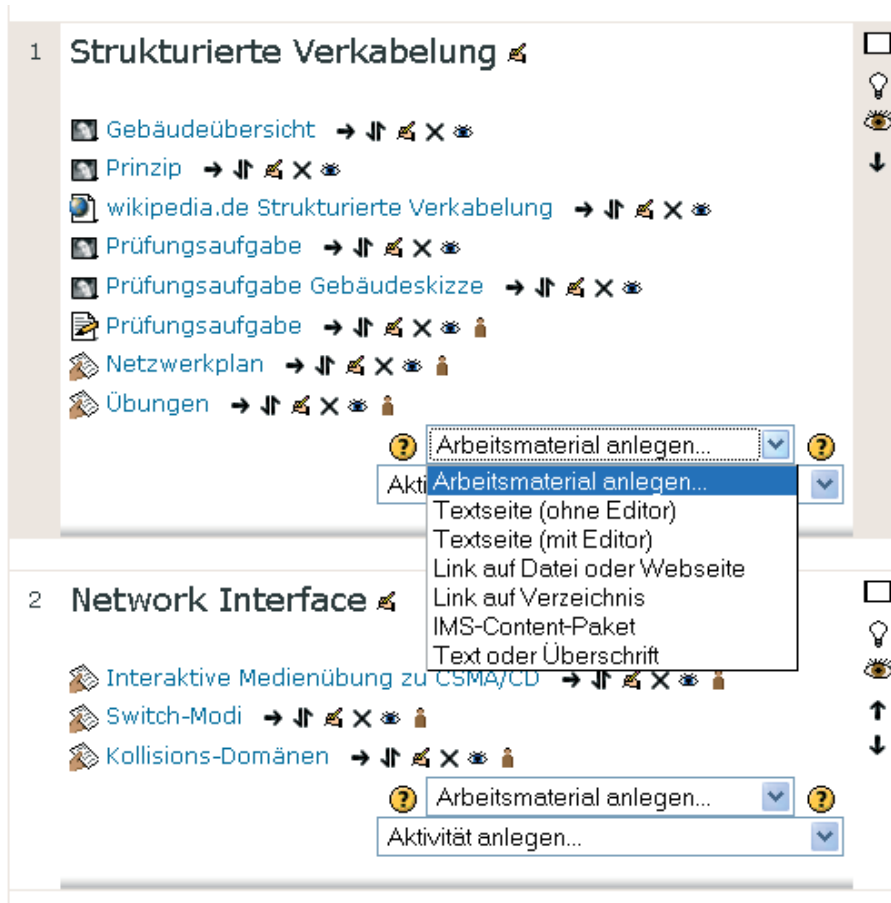 1 Strukturierte Verkabelung
Gebäudeübersicht
Prinzip
wikipedia.de Strukturierte Verkabelung
Prüfungsaufgabe
Prüfungsaufgabe Gebäudeskizze
Prüfungsaufgabe
Netzwerkplan
Übungen
? Arbeitsmaterial anlegen... ?
Akti
Arbeitsmaterial anlegen...
Textseite (ohne Editor)
Textseite (mit Editor)
Link auf Datei oder Webseite
Link auf Verzeichnis
IMS-Content-Paket
Text oder Überschrift
2 Network Interface
Interaktive Medienübung zu CSMA/CD
Switch-Modi
Kollisions-Domänen
? Arbeitsmaterial anlegen... ?
Aktivität anlegen...